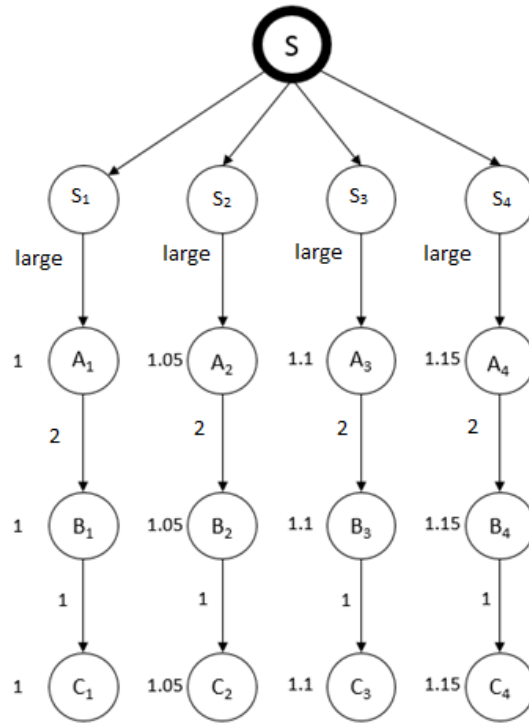 S
S₁ S₂ S₃ S₄
large large large large
1 A₁ 1.05 A₂ 1.1 A₃ 1.15 A₄
2 2 2 2
1 B₁ 1.05 B₂ 1.1 B₃ 1.15 B₄
1 1 1 1
1 C₁ 1.05 C₂ 1.1 C₃ 1.15 C₄